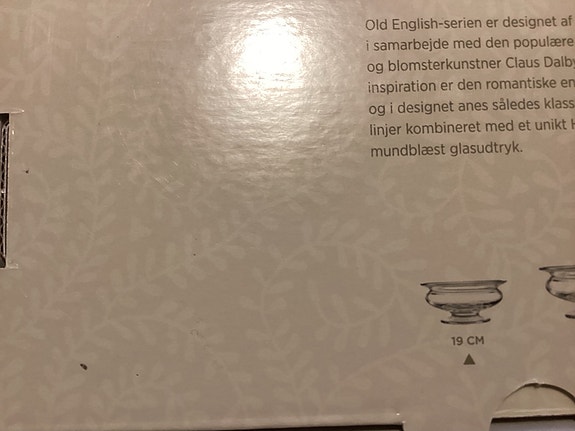 Old English-serien er designet af
i samarbejde med den populære
og blomsterkunstner Claus Dalby
inspiration er den romantiske en
og i designet anes således klass
linjer kombineret med et unikt H
mundblæst glasudtryk.
19 CM